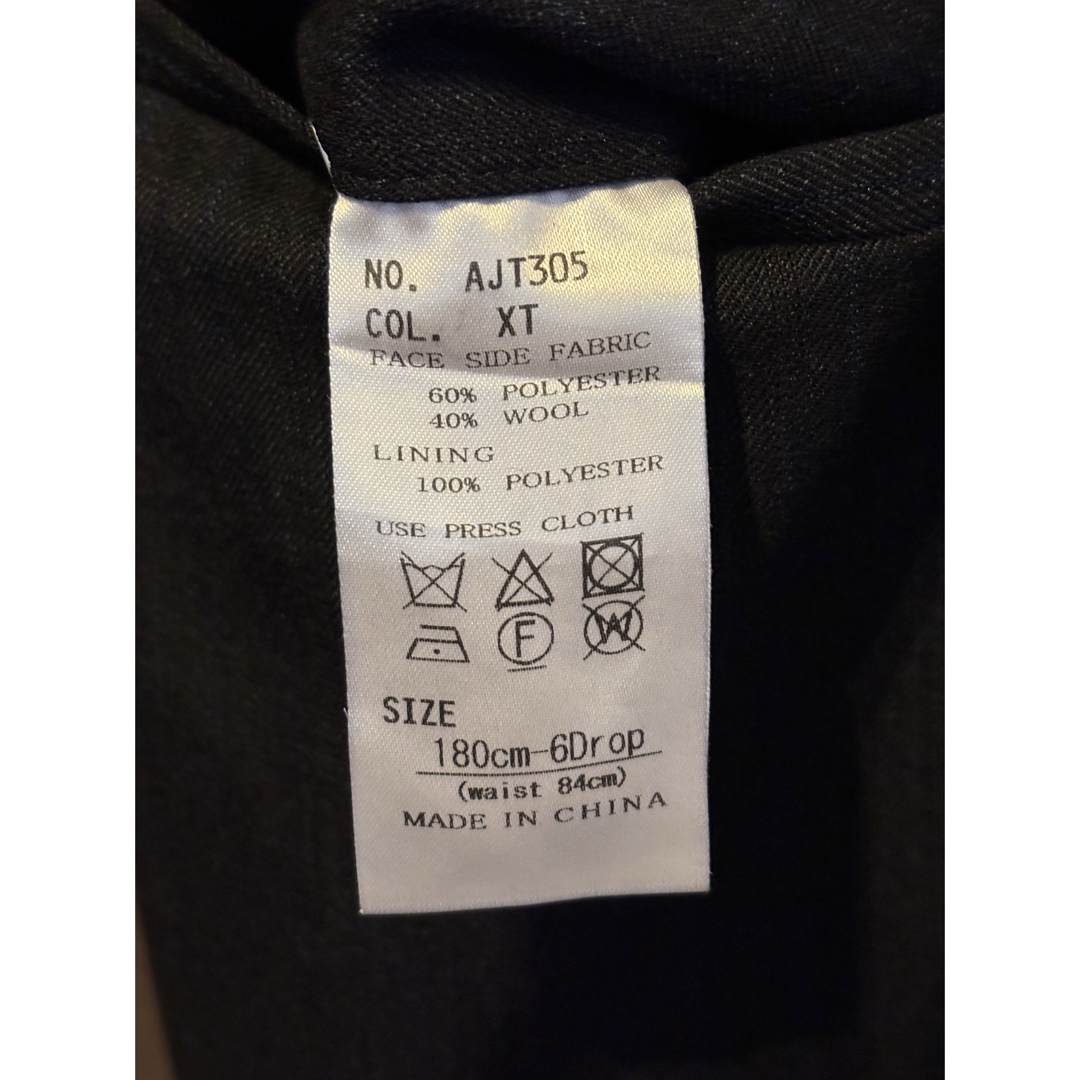 NO. AJT305
COL. XT
FACE SIDE FABRIC
60% POLYESTER
40% WOOL
LINING
100% POLYESTER
USE PRESS CLOTH
F W
SIZE
180cm-6Drop
(waist 84cm)
MADE IN CHINA